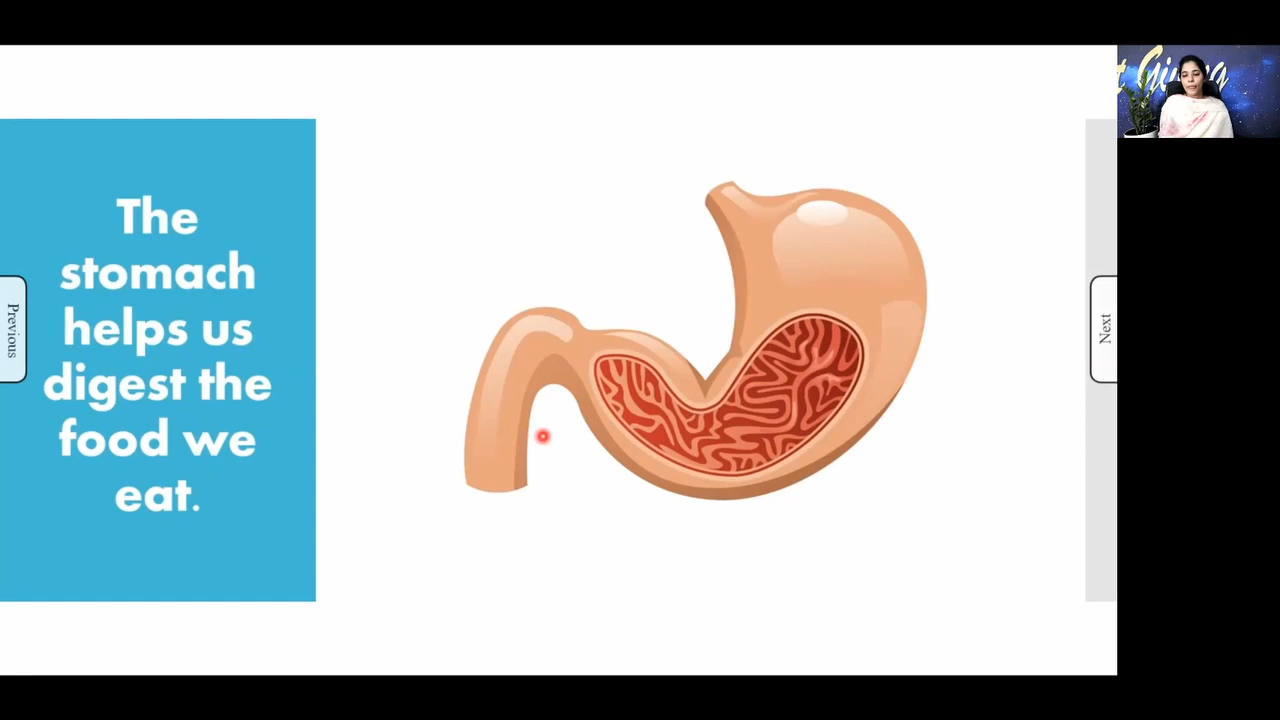 The
stomach
helps us
digest the
food we
eat.
Previous
Next